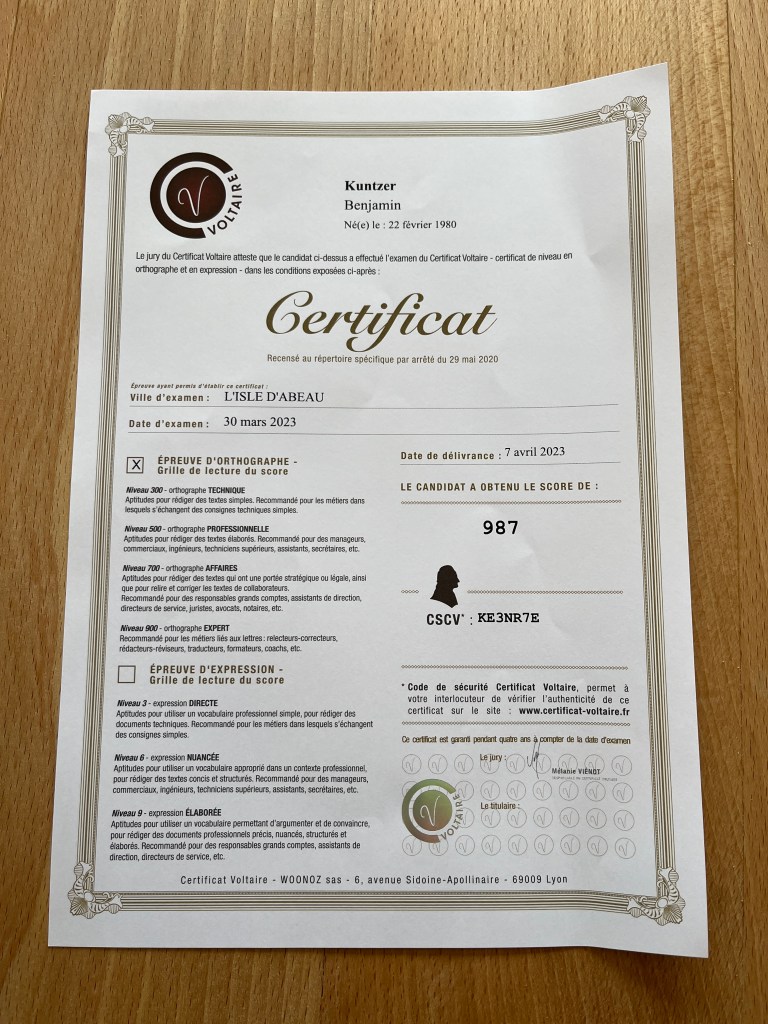 V
VOLTAIRE
Kuntzer
Benjamin
Né(e) le : 22 février 1980
Le jury du Certificat Voltaire atteste que le candidat ci-dessus a effectué l'examen du Certificat Voltaire - certificat de niveau en
orthographe et en expression - dans les conditions exposées ci-après :
Certificat
Recensé au répertoire spécifique par arrêté du 29 mai 2020
Épreuve ayant permis d'établir ce certificat :
Ville d'examen : L'ISLE D'ABEAU
Date d'examen : 30 mars 2023
X ÉPREUVE D'ORTHOGRAPHE -
Grille de lecture du score
Niveau 300 - orthographe TECHNIQUE
Aptitudes pour rédiger des textes simples. Recommandé pour les métiers dans
lesquels s'échangent des consignes techniques simples.
Niveau 500 - orthographe PROFESSIONNELLE
Aptitudes pour rédiger des textes élaborés. Recommandé pour des manageurs,
commerciaux, ingénieurs, techniciens supérieurs, assistants, secrétaires, etc.
Niveau 700 - orthographe AFFAIRES
Aptitudes pour rédiger des textes qui ont une portée stratégique ou légale, ainsi
que pour relire et corriger les textes de collaborateurs.
Recommandé pour des responsables grands comptes, assistants de direction,
directeurs de service, juristes, avocats, notaires, etc.
Niveau 900 - orthographe EXPERT
Recommandé pour les métiers liés aux lettres : relecteurs-correcteurs,
rédacteurs-réviseurs, traducteurs, formateurs, coachs, etc.
ÉPREUVE D'EXPRESSION -
Grille de lecture du score
Niveau 3 - expression DIRECTE
Aptitudes pour utiliser un vocabulaire professionnel simple, pour rédiger des
documents techniques. Recommandé pour les métiers dans lesquels s'échangent
des consignes simples.
Niveau 6 - expression NUANCÉE
Aptitudes pour utiliser un vocabulaire approprié dans un contexte professionnel,
pour rédiger des textes concis et structurés. Recommandé pour des manageurs,
commerciaux, ingénieurs, techniciens supérieurs, assistants, secrétaires, etc.
Niveau 9 - expression ÉLABORÉE
Aptitudes pour utiliser un vocabulaire permettant d'argumenter et de convaincre,
pour rédiger des documents professionnels précis, nuancés, structurés et
élaborés. Recommandé pour des responsables grands comptes, assistants de
direction, directeurs de service, etc.
Date de délivrance : 7 avril 2023
LE CANDIDAT A OBTENU LE SCORE DE :
987
CSCV* : KE3NR7E
* Code de sécurité Certificat Voltaire, permet à
votre interlocuteur de vérifier l'authenticité de ce
certificat sur le site : www.certificat-voltaire.fr
Ce certificat est garanti pendant quatre ans à compter de la date d'examen
Le jury :
Mélanie VIÉNOT
Le titulaire :
V
VOLTAIRE
Certificat Voltaire - WOONOZ sas - 6, avenue Sidoine-Apollinaire - 69009 Lyon